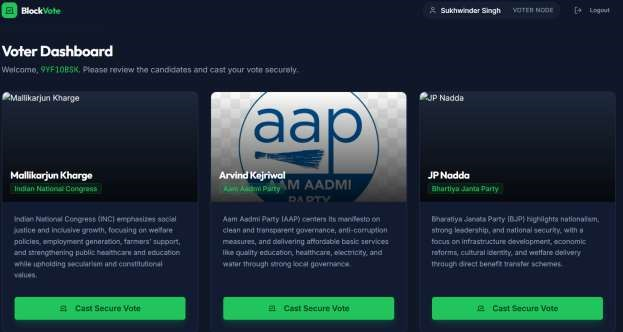 BlockVote
Sukhwinder Singh
VOTER NODE
Logout
Voter Dashboard
Welcome, 9YF10BSK. Please review the candidates and cast your vote securely.
Mallikarjun Kharge
Mallikarjun Kharge
Indian National Congress
Indian National Congress (INC) emphasizes social
justice and inclusive growth, focusing on welfare
policies, employment generation, farmers' support,
and strengthening public healthcare and education
while upholding secularism and constitutional
values.
Cast Secure Vote
aap
AAM AADMI
PARTY
Arvind Kejriwal
Aam Aadmi Party
Aam Aadmi Party (AAP) centers its manifesto on
clean and transparent governance, anti-corruption
measures, and delivering affordable basic services
like quality education, healthcare, electricity, and
water through strong local governance.
Cast Secure Vote
JP Nadda
JP Nadda
Bhartiya Janta Party
Bharatiya Janata Party (BJP) highlights nationalism,
strong leadership, and national security, with a
focus on infrastructure development, economic
reforms, cultural identity, and welfare delivery
through direct benefit transfer schemes.
Cast Secure Vote